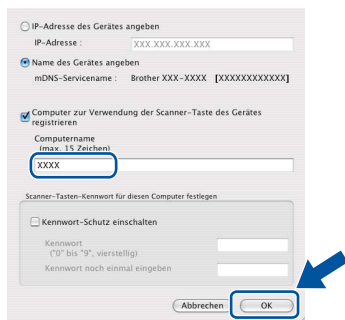 IP-Adresse des Gerätes angeben
IP-Adresse : XXX.XXX.XXX.XXX
Name des Gerätes angeben
mDNS-Servicename : Brother XXX-XXXX [XXXXXXXXXXXX]
Computer zur Verwendung der Scanner-Taste des Gerätes
registrieren
Computername
(max. 15 Zeichen)
XXXX
Scanner-Tasten-Kennwort für diesen Computer festlegen
Kennwort-Schutz einschalten
Kennwort
("0" bis "9", vierstellig)
Kennwort noch einmal eingeben
Abbrechen OK